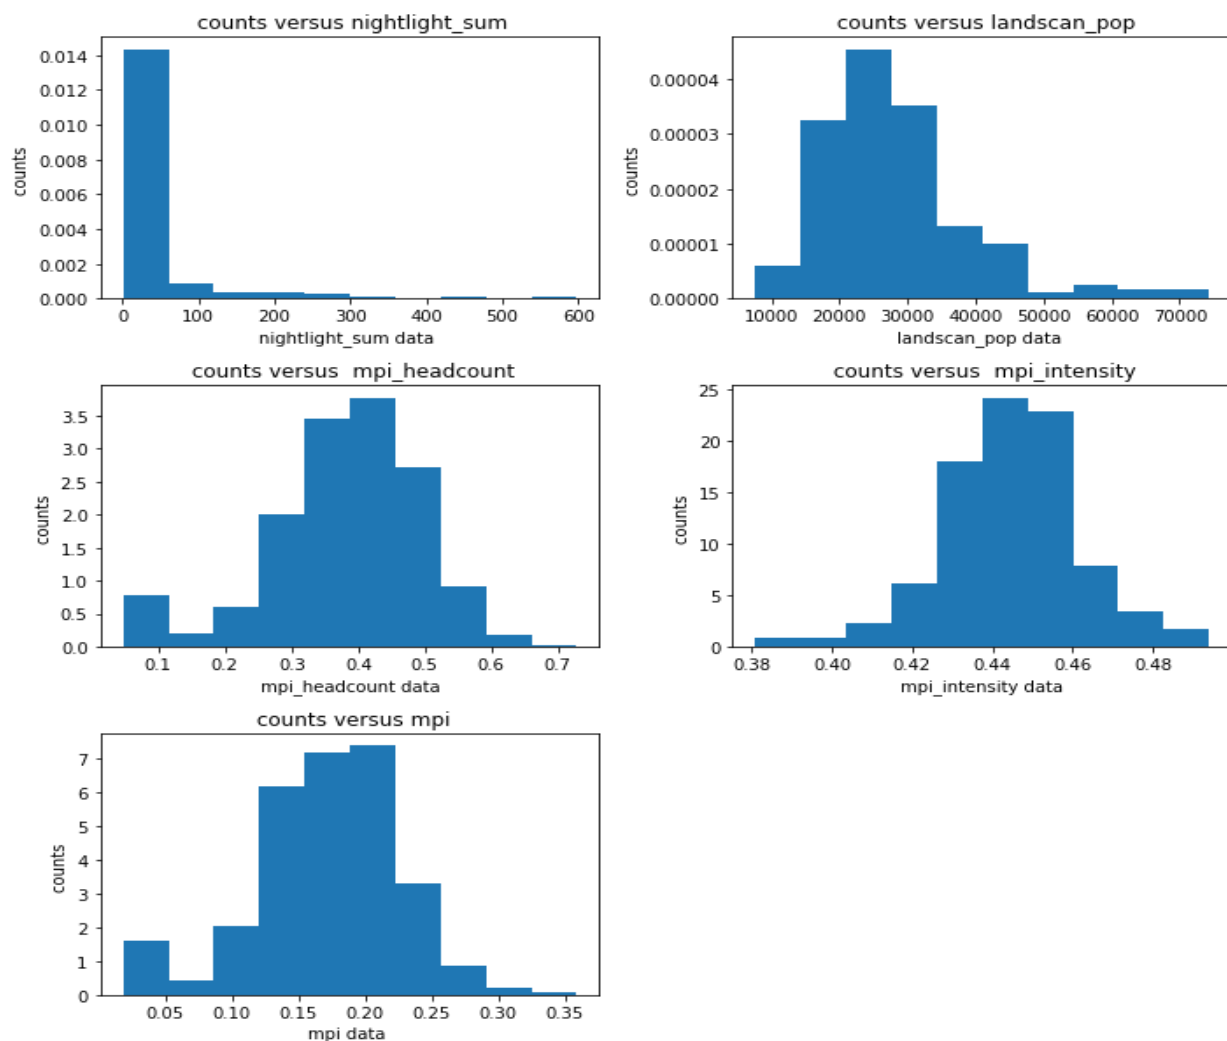 counts versus nightlight_sum
counts
0.014
0.012
0.010
0.008
0.006
0.004
0.002
0.000
0 100 200 300 400 500 600
nightlight_sum data
counts versus landscan_pop
counts
0.00004
0.00003
0.00002
0.00001
0.00000
10000 20000 30000 40000 50000 60000 70000
landscan_pop data
counts versus  mpi_headcount
counts
3.5
3.0
2.5
2.0
1.5
1.0
0.5
0.0
0.1 0.2 0.3 0.4 0.5 0.6 0.7
mpi_headcount data
counts versus  mpi_intensity
counts
25
20
15
10
5
0
0.38 0.40 0.42 0.44 0.46 0.48
mpi_intensity data
counts versus mpi
counts
7
6
5
4
3
2
1
0
0.05 0.10 0.15 0.20 0.25 0.30 0.35
mpi data